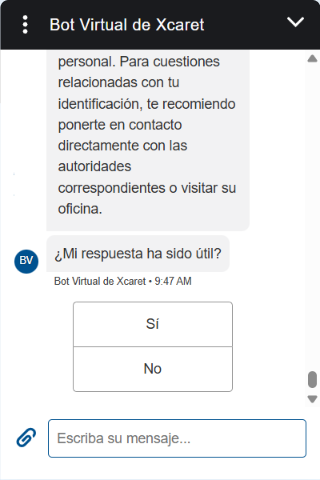 Bot Virtual de Xcaret
personal. Para cuestiones
relacionadas con tu
identificación, te recomiendo
ponerte en contacto
directamente con las
autoridades
correspondientes o visitar su
oficina.
BV
¿Mi respuesta ha sido útil?
Bot Virtual de Xcaret • 9:47 AM
Sí
No
Escriba su mensaje...